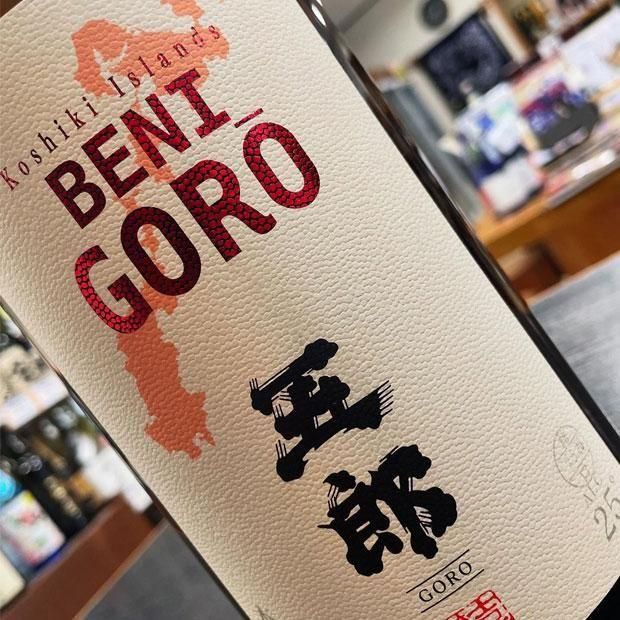 Koshiki Islands
BENI_
GORO
五
郎
GORO
25°